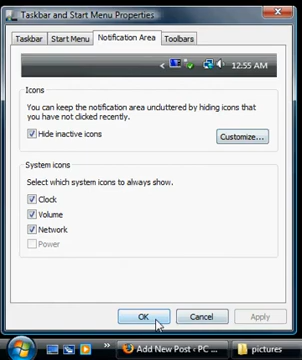 Taskbar and Start Menu Properties
Taskbar Start Menu Notification Area Toolbars
12:55 AM
Icons
You can keep the notification area uncluttered by hiding icons that
you have not clicked recently.
Hide inactive icons
Customize...
System icons
Select which system icons to always show.
Clock
Volume
Network
Power
OK Cancel Apply
Add New Post ‹ PC ... pictures